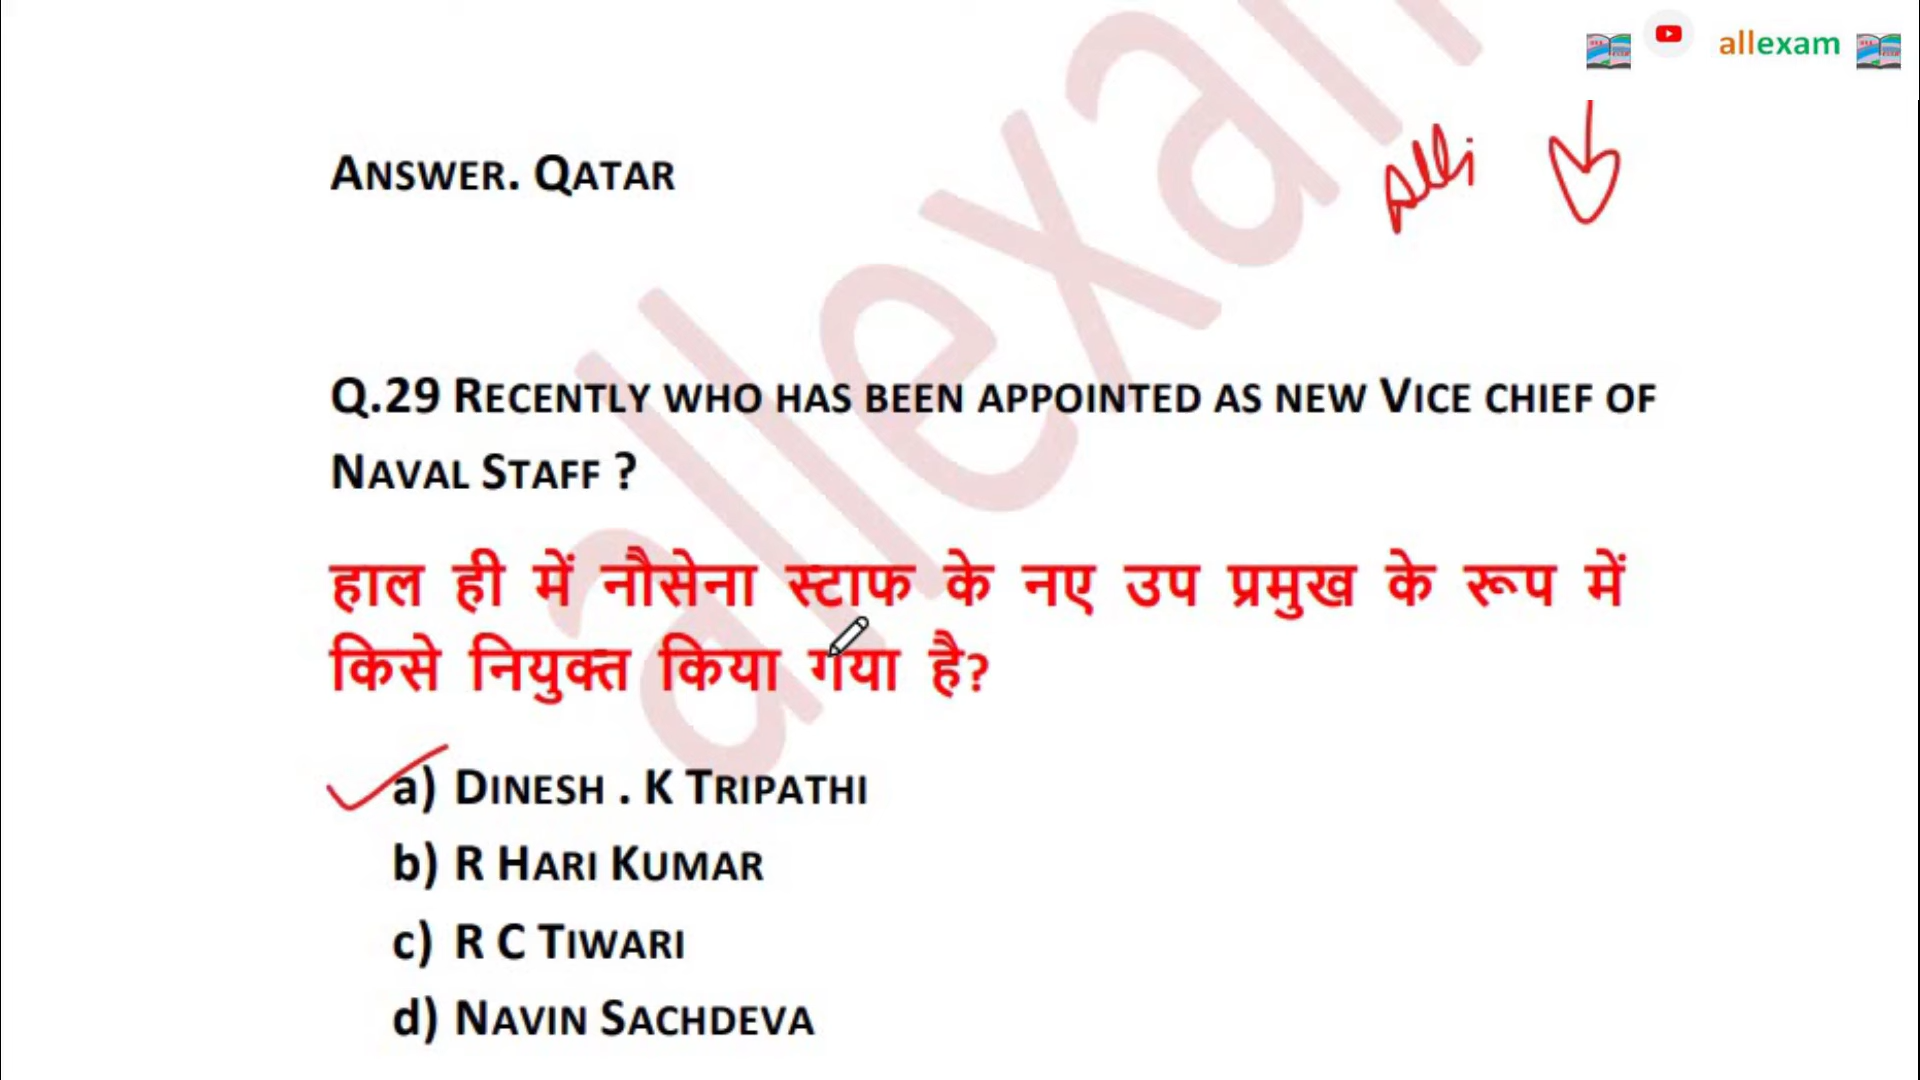 allexam
ANSWER. QATAR
Q.29 RECENTLY WHO HAS BEEN APPOINTED AS NEW VICE CHIEF OF
NAVAL STAFF ?
हाल ही में नौसेना स्टाफ के नए उप प्रमुख के रूप में
किसे नियुक्त किया गया है?
a) DINESH . K TRIPATHI
b) R HARI KUMAR
c) R C TIWARI
d) NAVIN SACHDEVA
allexam